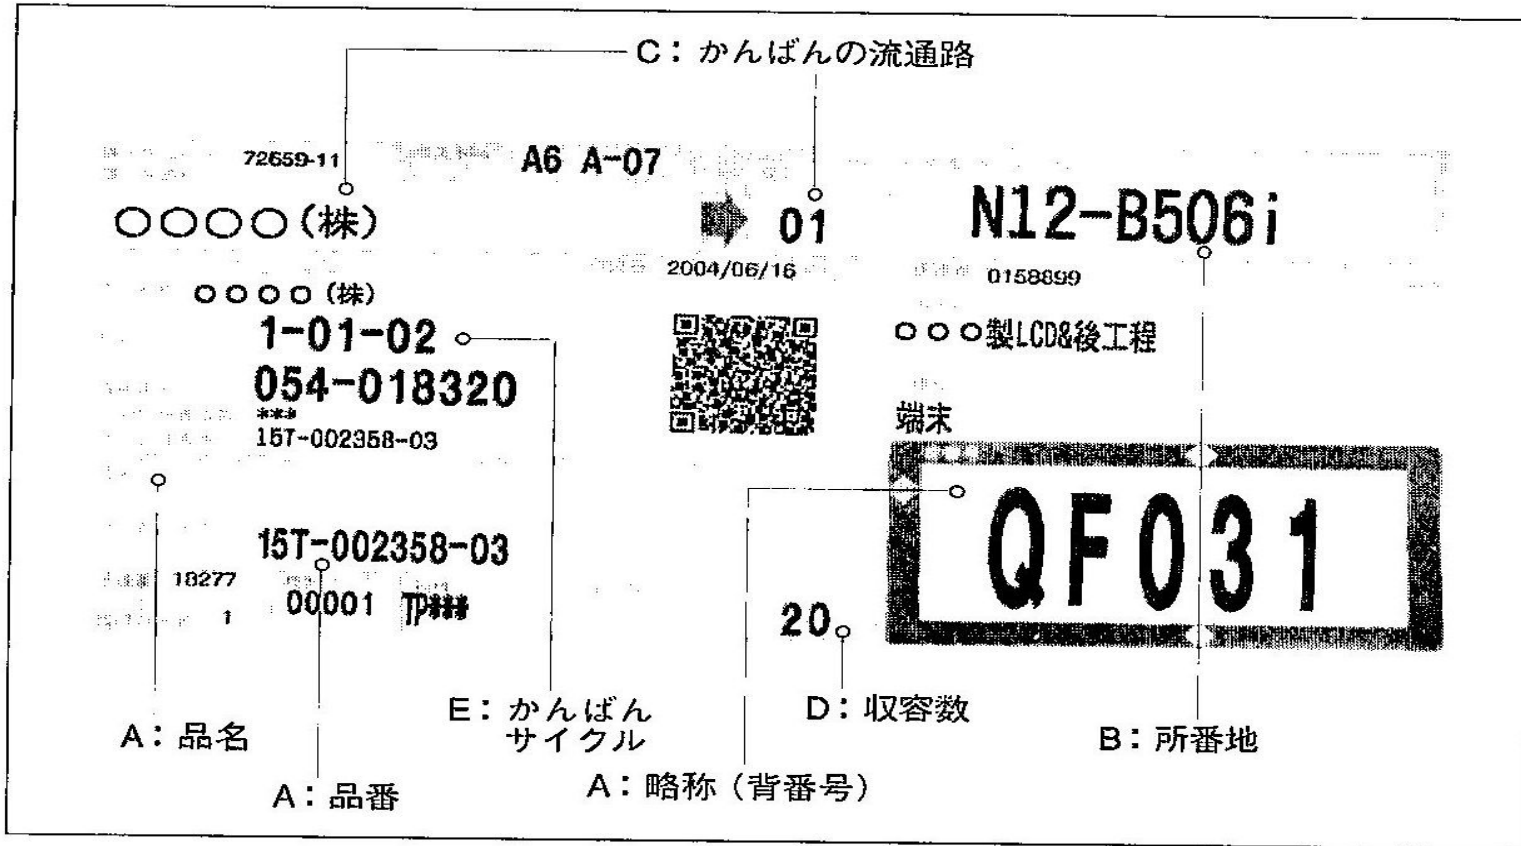 C：かんばんの流通路
72659-11
A6 A-07
○○○○(株)
01
N12-B506i
2004/06/16
0158899
○○○○(株)
1-01-02
○○○製LCD&後工程
054-018320
***
15T-002358-03
端末
QF031
15T-002358-03
18277
00001 TP***
1
20
E：かんばん
サイクル
D：収容数
A：品名
B：所番地
A：品番
A：略称（背番号）